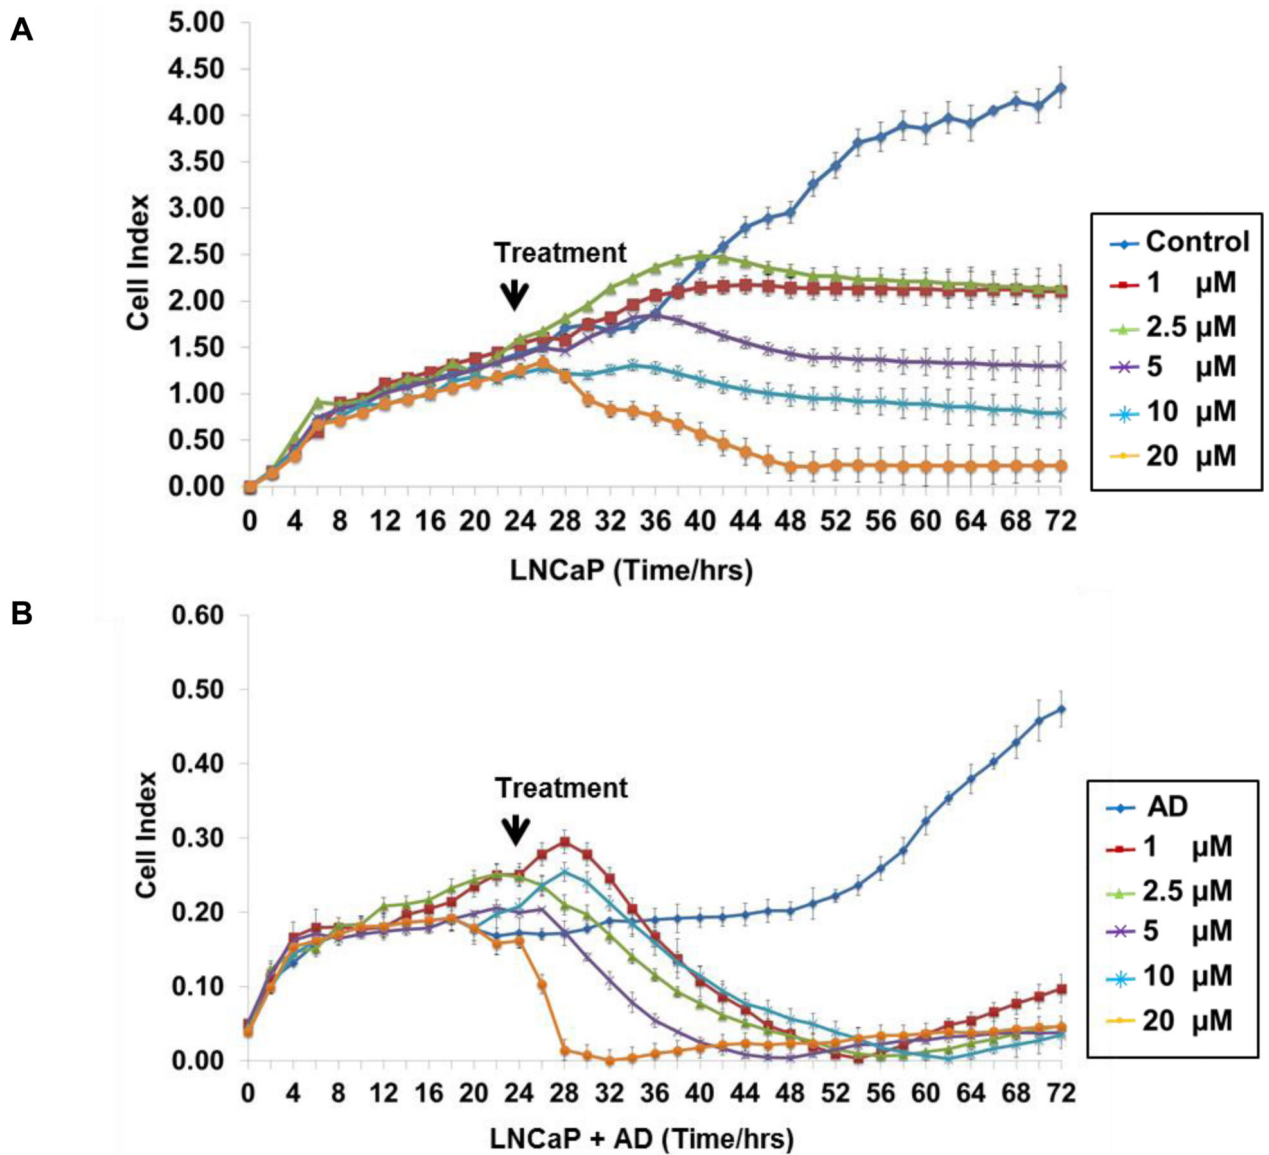 A
5.00
4.50
4.00
3.50
3.00
2.50
2.00
1.50
1.00
0.50
0.00
Cell Index
Treatment
Control
1 µM
2.5 µM
5 µM
10 µM
20 µM
0 4 8 12 16 20 24 28 32 36 40 44 48 52 56 60 64 68 72
LNCaP (Time/hrs)
B
0.60
0.50
0.40
0.30
0.20
0.10
0.00
Cell Index
Treatment
AD
1 µM
2.5 µM
5 µM
10 µM
20 µM
0 4 8 12 16 20 24 28 32 36 40 44 48 52 56 60 64 68 72
LNCaP + AD (Time/hrs)